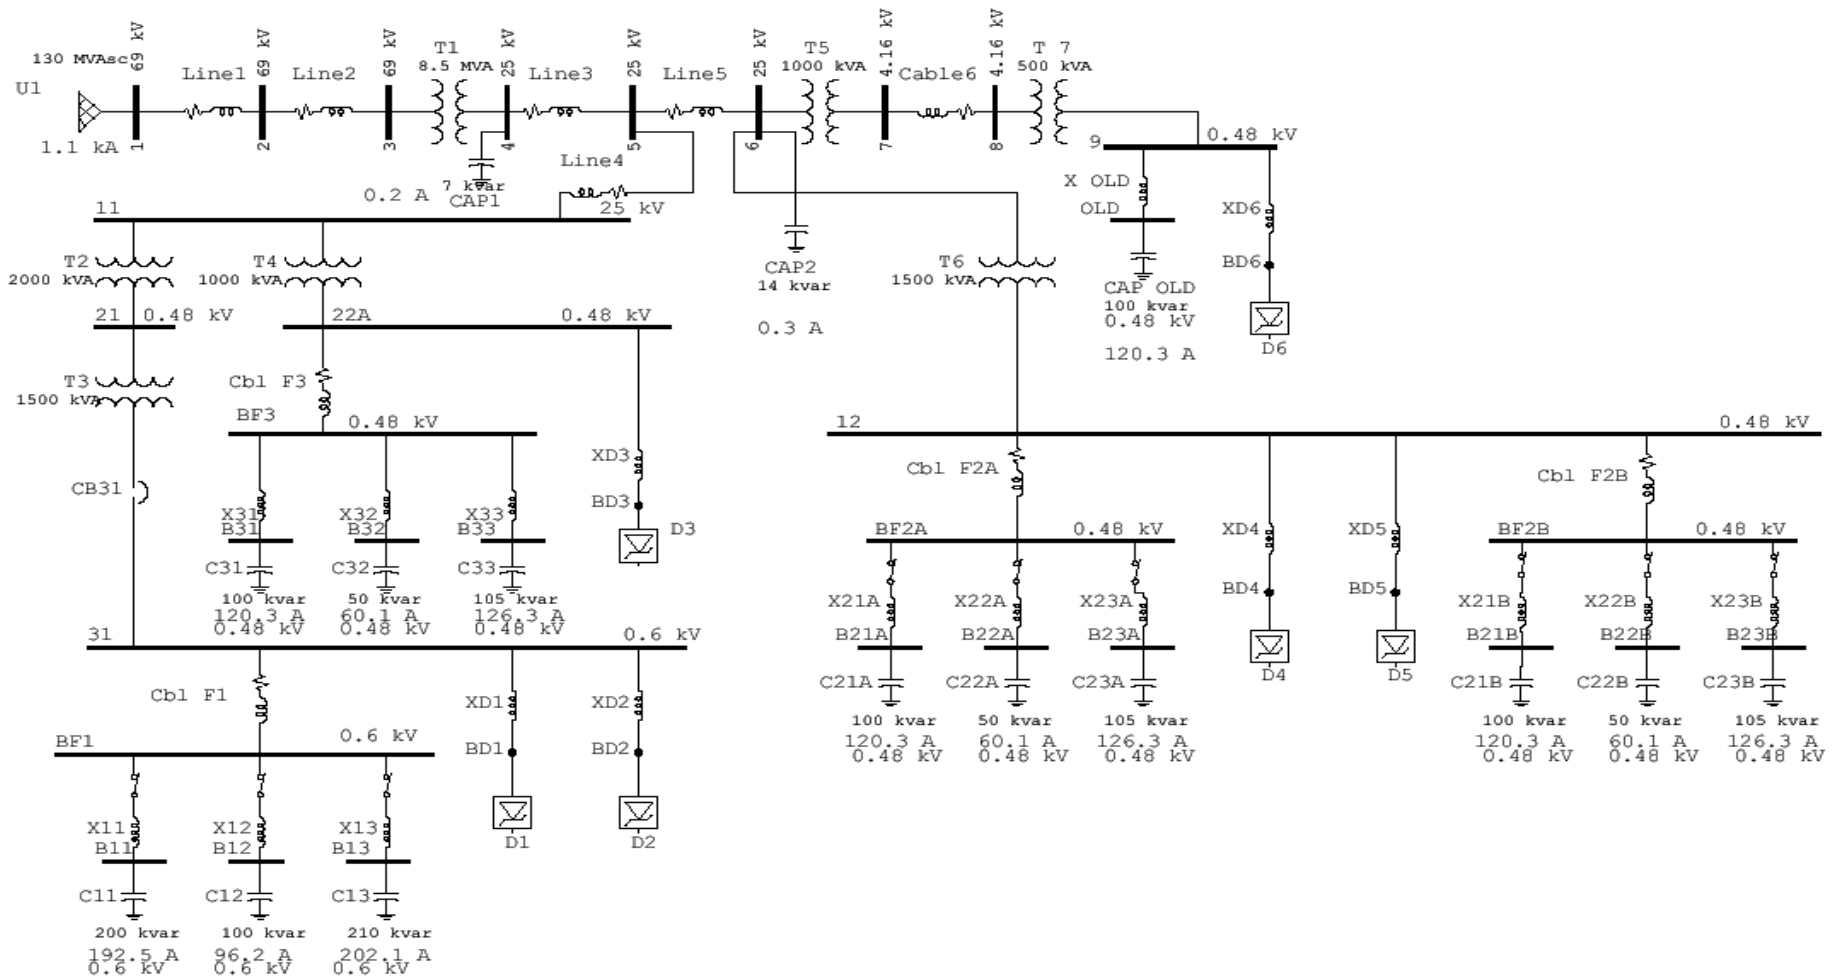 130 MVAsc
U1
1.1 kA
69 kV
1
Line1
69 kV
2
Line2
69 kV
3
T1
8.5 MVA
25 kV
4
7 kvar
CAP1
0.2 A
Line3
25 kV
5
Line4
Line5
25 kV
6
T5
1000 kVA
4.16 kV
7
Cable6
4.16 kV
8
T 7
500 kVA
9
0.48 kV
X OLD
OLD
CAP OLD
100 kvar
0.48 kV
120.3 A
XD6
BD6
D6
CAP2
14 kvar
0.3 A
T6
1500 kVA
11
25 kV
T2
2000 kVA
T4
1000 kVA
21
0.48 kV
22A
0.48 kV
T3
1500 kVA
Cbl F3
BF3
0.48 kV
CB31
X31
B31
C31
100 kvar
120.3 A
0.48 kV
X32
B32
C32
50 kvar
60.1 A
0.48 kV
X33
B33
C33
105 kvar
126.3 A
0.48 kV
XD3
BD3
D3
12
0.48 kV
Cbl F2A
BF2A
0.48 kV
X21A
B21A
C21A
100 kvar
120.3 A
0.48 kV
X22A
B22A
C22A
50 kvar
60.1 A
0.48 kV
X23A
B23A
C23A
105 kvar
126.3 A
0.48 kV
XD4
BD4
D4
XD5
BD5
D5
Cbl F2B
BF2B
0.48 kV
X21B
B21B
C21B
100 kvar
120.3 A
0.48 kV
X22B
B22B
C22B
50 kvar
60.1 A
0.48 kV
X23B
B23B
C23B
105 kvar
126.3 A
0.48 kV
31
0.6 kV
Cbl F1
BF1
0.6 kV
X11
B11
C11
200 kvar
192.5 A
0.6 kV
X12
B12
C12
100 kvar
96.2 A
0.6 kV
X13
B13
C13
210 kvar
202.1 A
0.6 kV
XD1
BD1
D1
XD2
BD2
D2